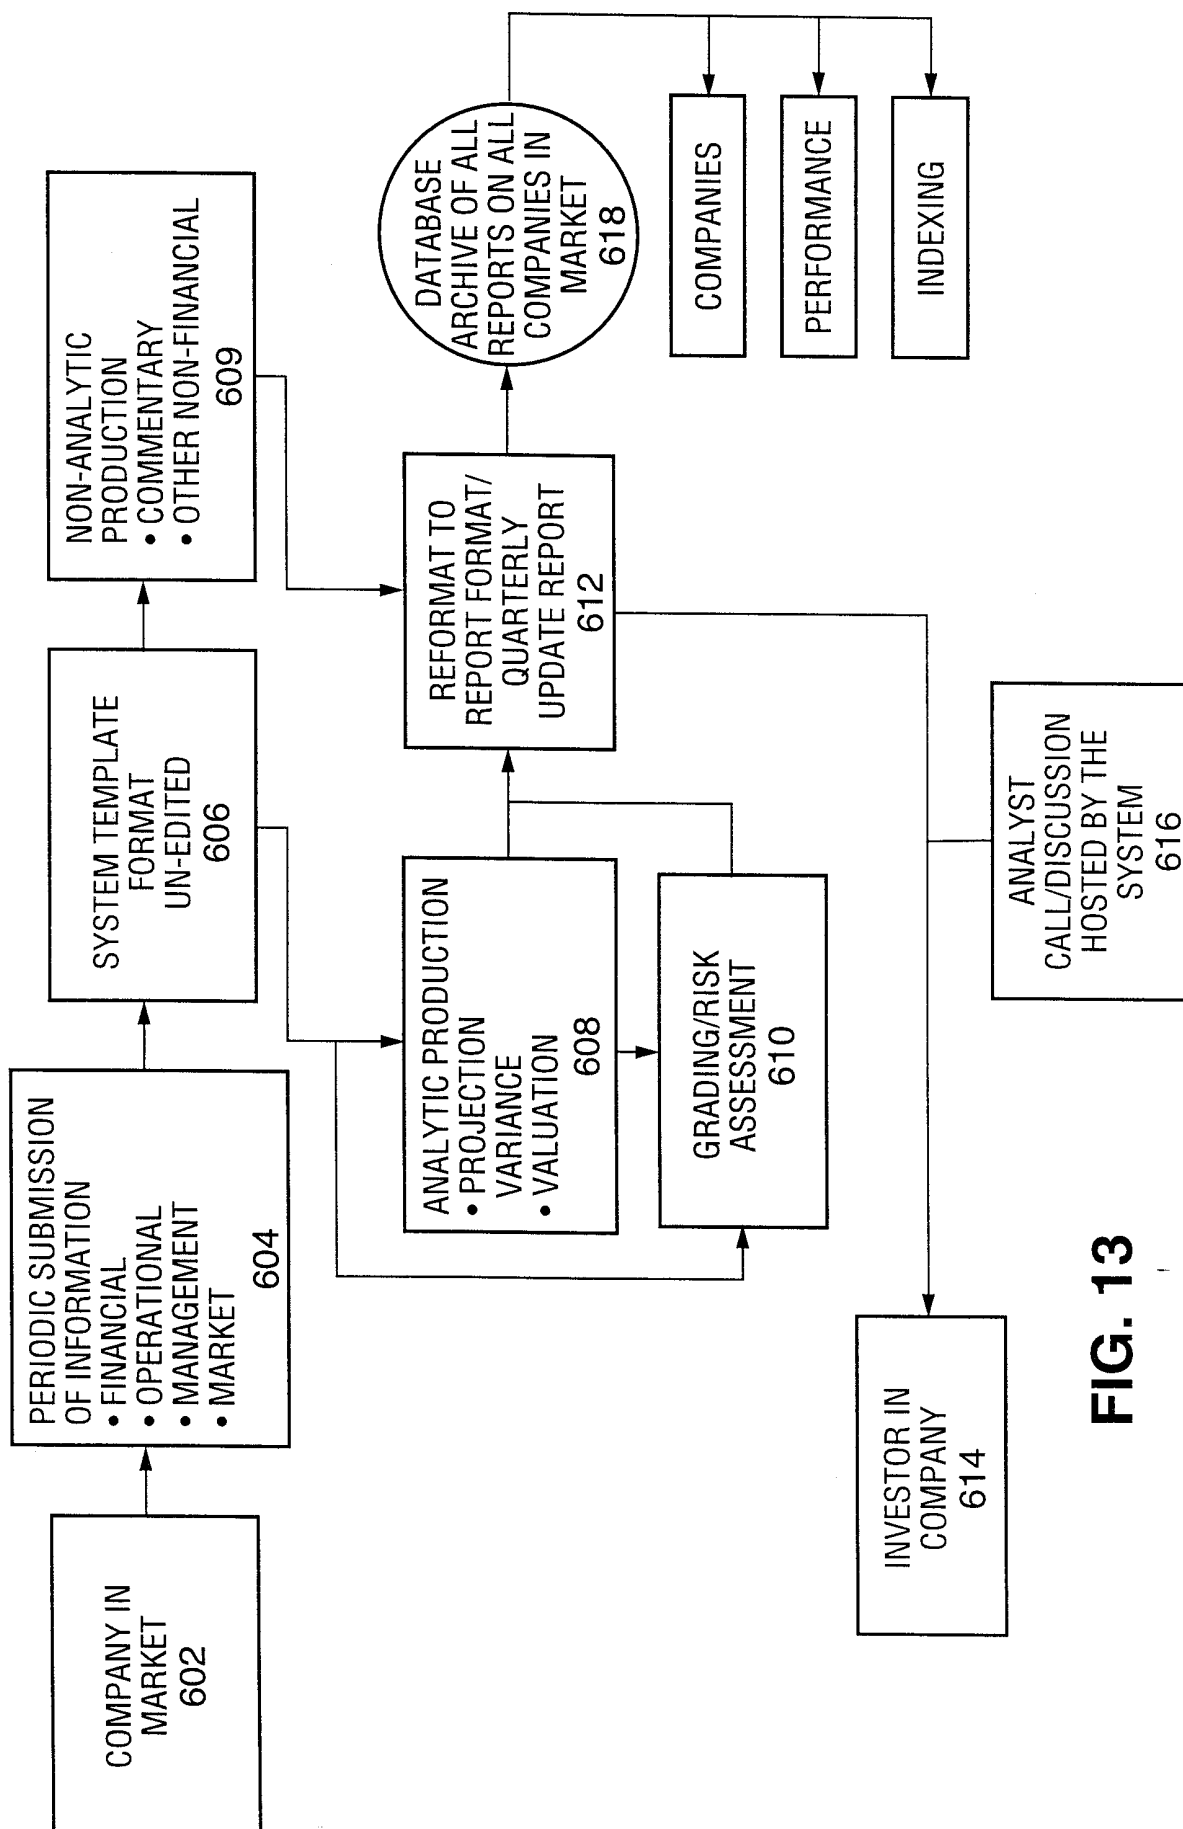 COMPANY IN
MARKET
602
PERIODIC SUBMISSION
OF INFORMATION
• FINANCIAL
• OPERATIONAL
• MANAGEMENT
• MARKET
604
SYSTEM TEMPLATE
FORMAT
UN-EDITED
606
NON-ANALYTIC
PRODUCTION
• COMMENTARY
• OTHER NON-FINANCIAL
609
ANALYTIC PRODUCTION
• PROJECTION
VARIANCE
• VALUATION
608
GRADING/RISK
ASSESSMENT
610
REFORMAT TO
REPORT FORMAT/
QUARTERLY
UPDATE REPORT
612
DATABASE
ARCHIVE OF ALL
REPORTS ON ALL
COMPANIES IN
MARKET
618
COMPANIES
PERFORMANCE
INDEXING
INVESTOR IN
COMPANY
614
ANALYST
CALL/DISCUSSION
HOSTED BY THE
SYSTEM
616
FIG. 13